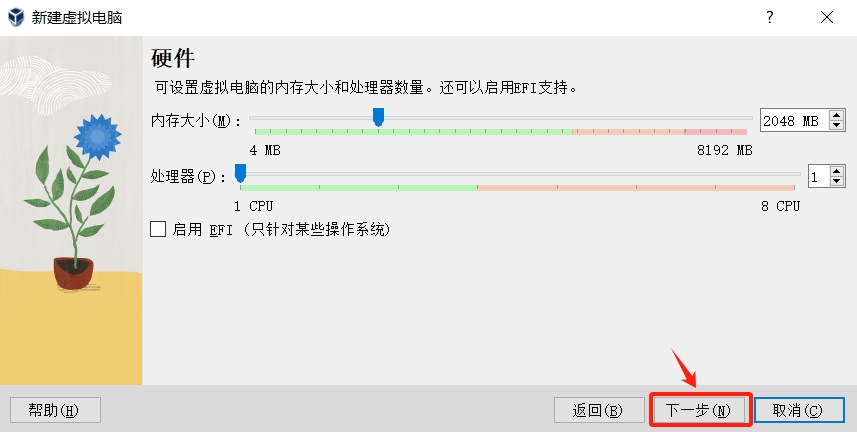 新建虚拟电脑
硬件
可设置虚拟电脑的内存大小和处理器数量。还可以启用EFI支持。
内存大小(M): 2048 MB
4 MB 8192 MB
处理器(P): 1
1 CPU 8 CPU
启用 EFI (只针对某些操作系统)
帮助(H) 返回(B) 下一步(N) 取消(C)